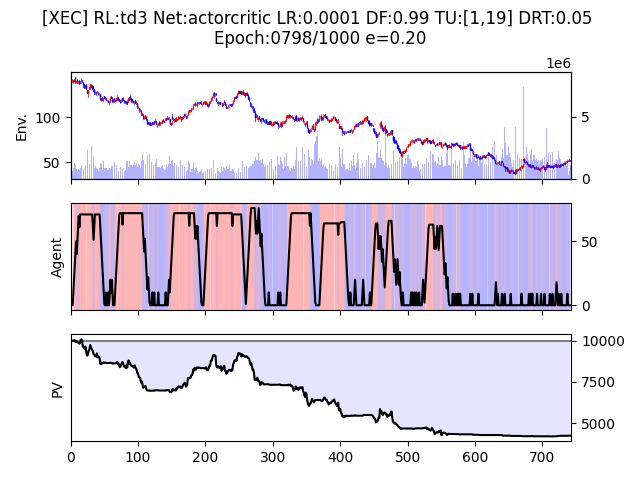 [XEC] RL:td3 Net:actorcritic LR:0.0001 DF:0.99 TU:[1,19] DRT:0.05
Epoch:0798/1000 e=0.20
1e6
Env.
100
50
5
0
Agent
50
0
PV
10000
7500
5000
0 100 200 300 400 500 600 700